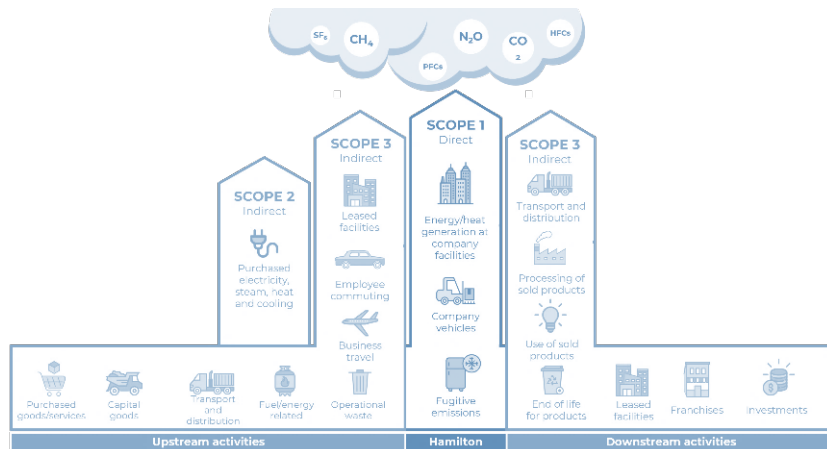 SF₆
CH₄
N₂O
CO
2
HFCs
PFCs
SCOPE 2
Indirect
Purchased
electricity,
steam, heat
and cooling
SCOPE 3
Indirect
Leased
facilities
Employee
commuting
Business
travel
Operational
waste
SCOPE 1
Direct
Energy/heat
generation at
company
facilities
Company
vehicles
Fugitive
emissions
SCOPE 3
Indirect
Transport and
distribution
Processing of
sold products
Use of sold
products
End of life
for products
Purchased
goods/services
Capital
goods
Transport
and
distribution
Fuel/energy
related
Leased
facilities
Franchises
Investments
Upstream activities
Hamilton
Downstream activities